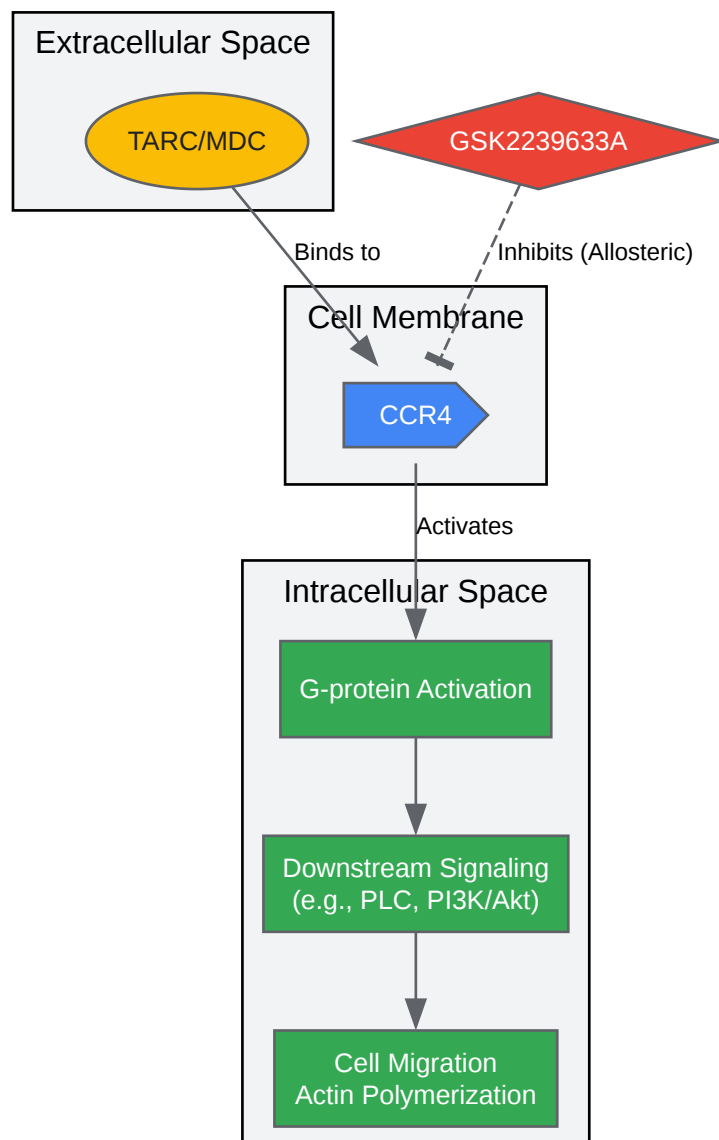 Extracellular Space
TARC/MDC
GSK2239633A
Binds to
Inhibits (Allosteric)
Cell Membrane
CCR4
Activates
Intracellular Space
G-protein Activation
Downstream Signaling
(e.g., PLC, PI3K/Akt)
Cell Migration
Actin Polymerization